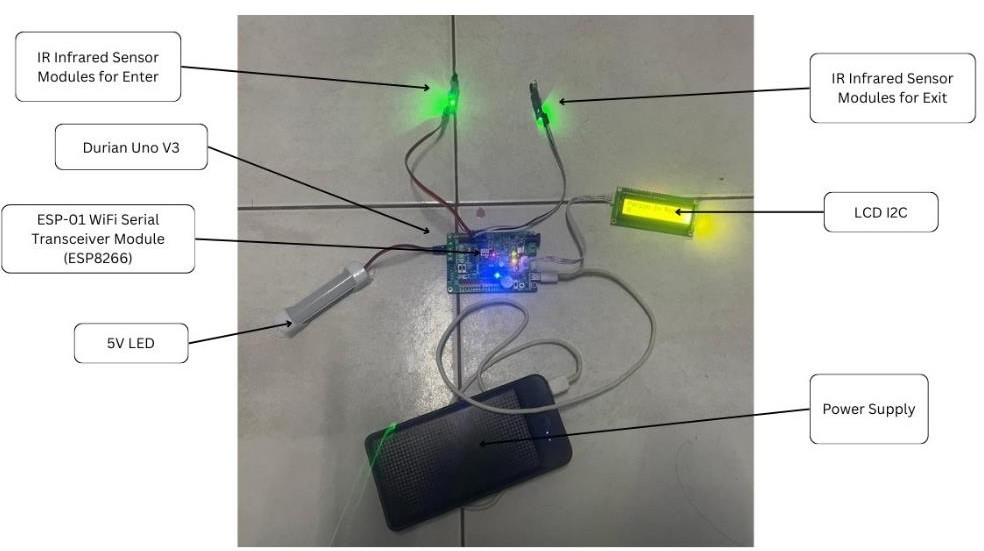 IR Infrared Sensor
Modules for Enter
IR Infrared Sensor
Modules for Exit
Durian Uno V3
ESP-01 WiFi Serial
Transceiver Module
(ESP8266)
LCD I2C
5V LED
Power Supply